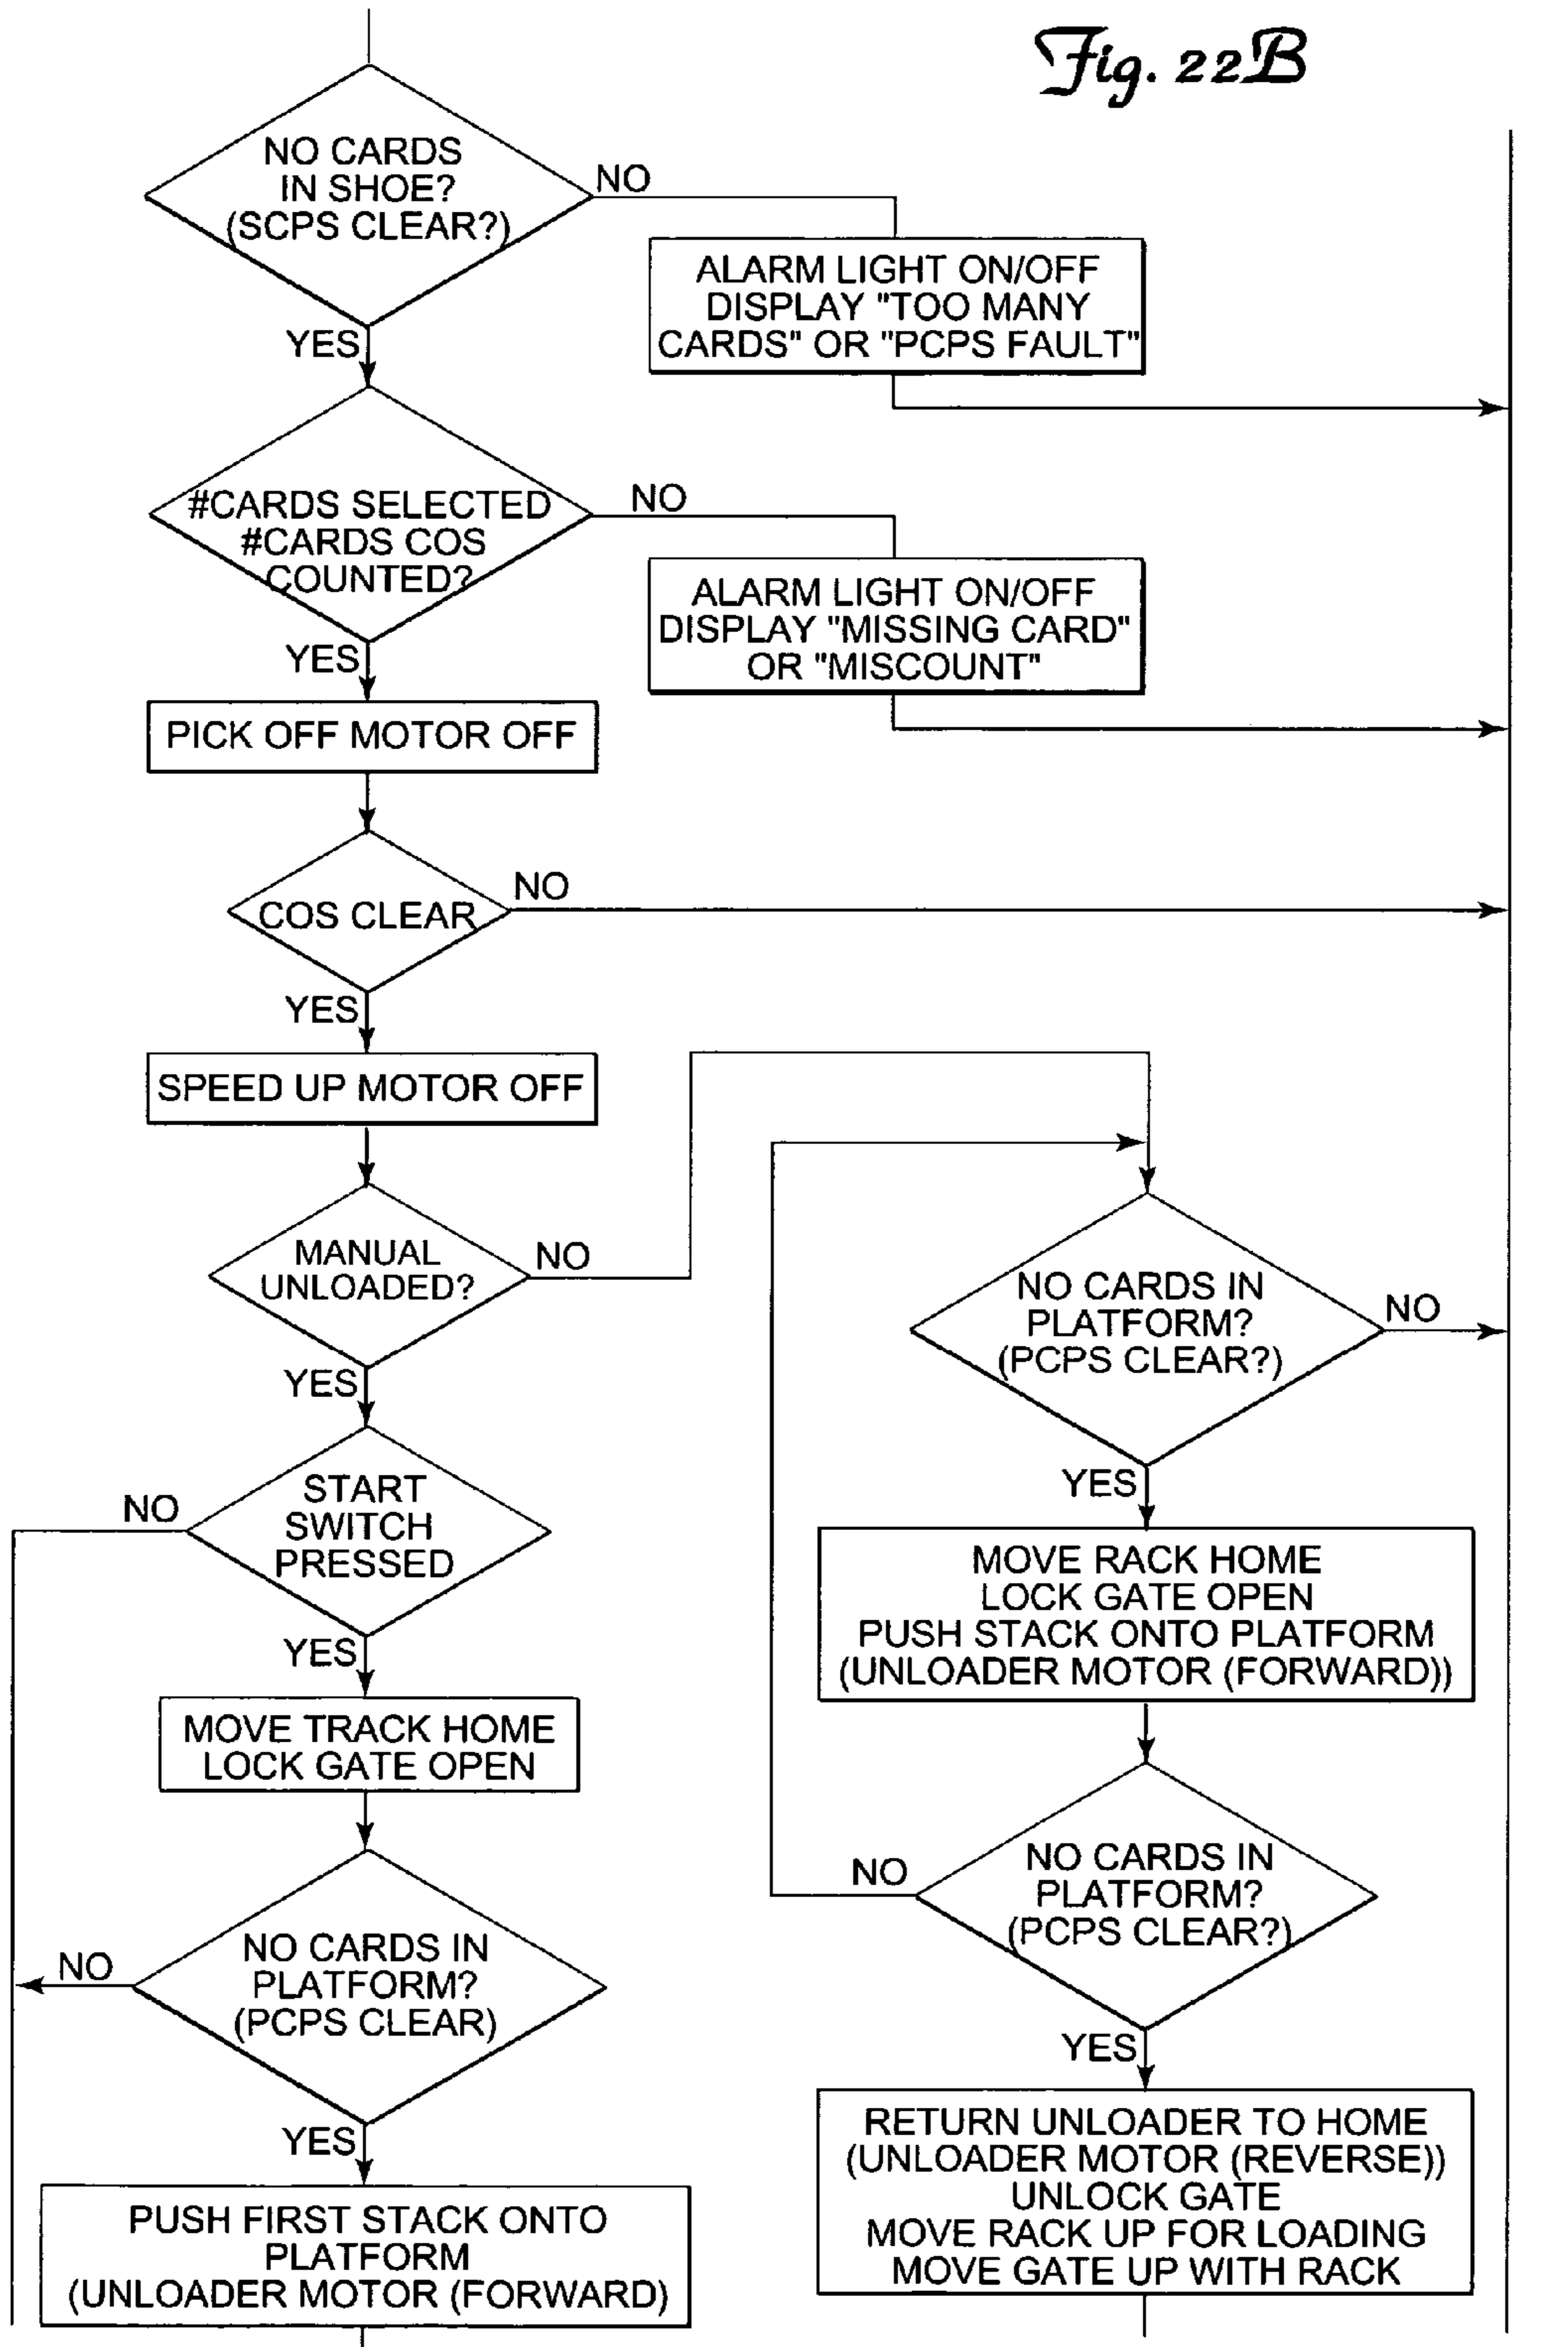 Fig. 22B
NO CARDS
IN SHOE?
(SCPS CLEAR?)
NO
ALARM LIGHT ON/OFF
DISPLAY "TOO MANY
CARDS" OR "PCPS FAULT"
YES
#CARDS SELECTED
#CARDS COS
COUNTED?
NO
ALARM LIGHT ON/OFF
DISPLAY "MISSING CARD"
OR "MISCOUNT"
YES
PICK OFF MOTOR OFF
COS CLEAR
NO
YES
SPEED UP MOTOR OFF
MANUAL
UNLOADED?
NO
YES
START
SWITCH
PRESSED
NO
YES
MOVE TRACK HOME
LOCK GATE OPEN
NO CARDS IN
PLATFORM?
(PCPS CLEAR)
NO
YES
PUSH FIRST STACK ONTO
PLATFORM
(UNLOADER MOTOR (FORWARD)
NO CARDS IN
PLATFORM?
(PCPS CLEAR?)
NO
YES
MOVE RACK HOME
LOCK GATE OPEN
PUSH STACK ONTO PLATFORM
(UNLOADER MOTOR (FORWARD))
NO CARDS IN
PLATFORM?
(PCPS CLEAR?)
NO
YES
RETURN UNLOADER TO HOME
(UNLOADER MOTOR (REVERSE))
UNLOCK GATE
MOVE RACK UP FOR LOADING
MOVE GATE UP WITH RACK